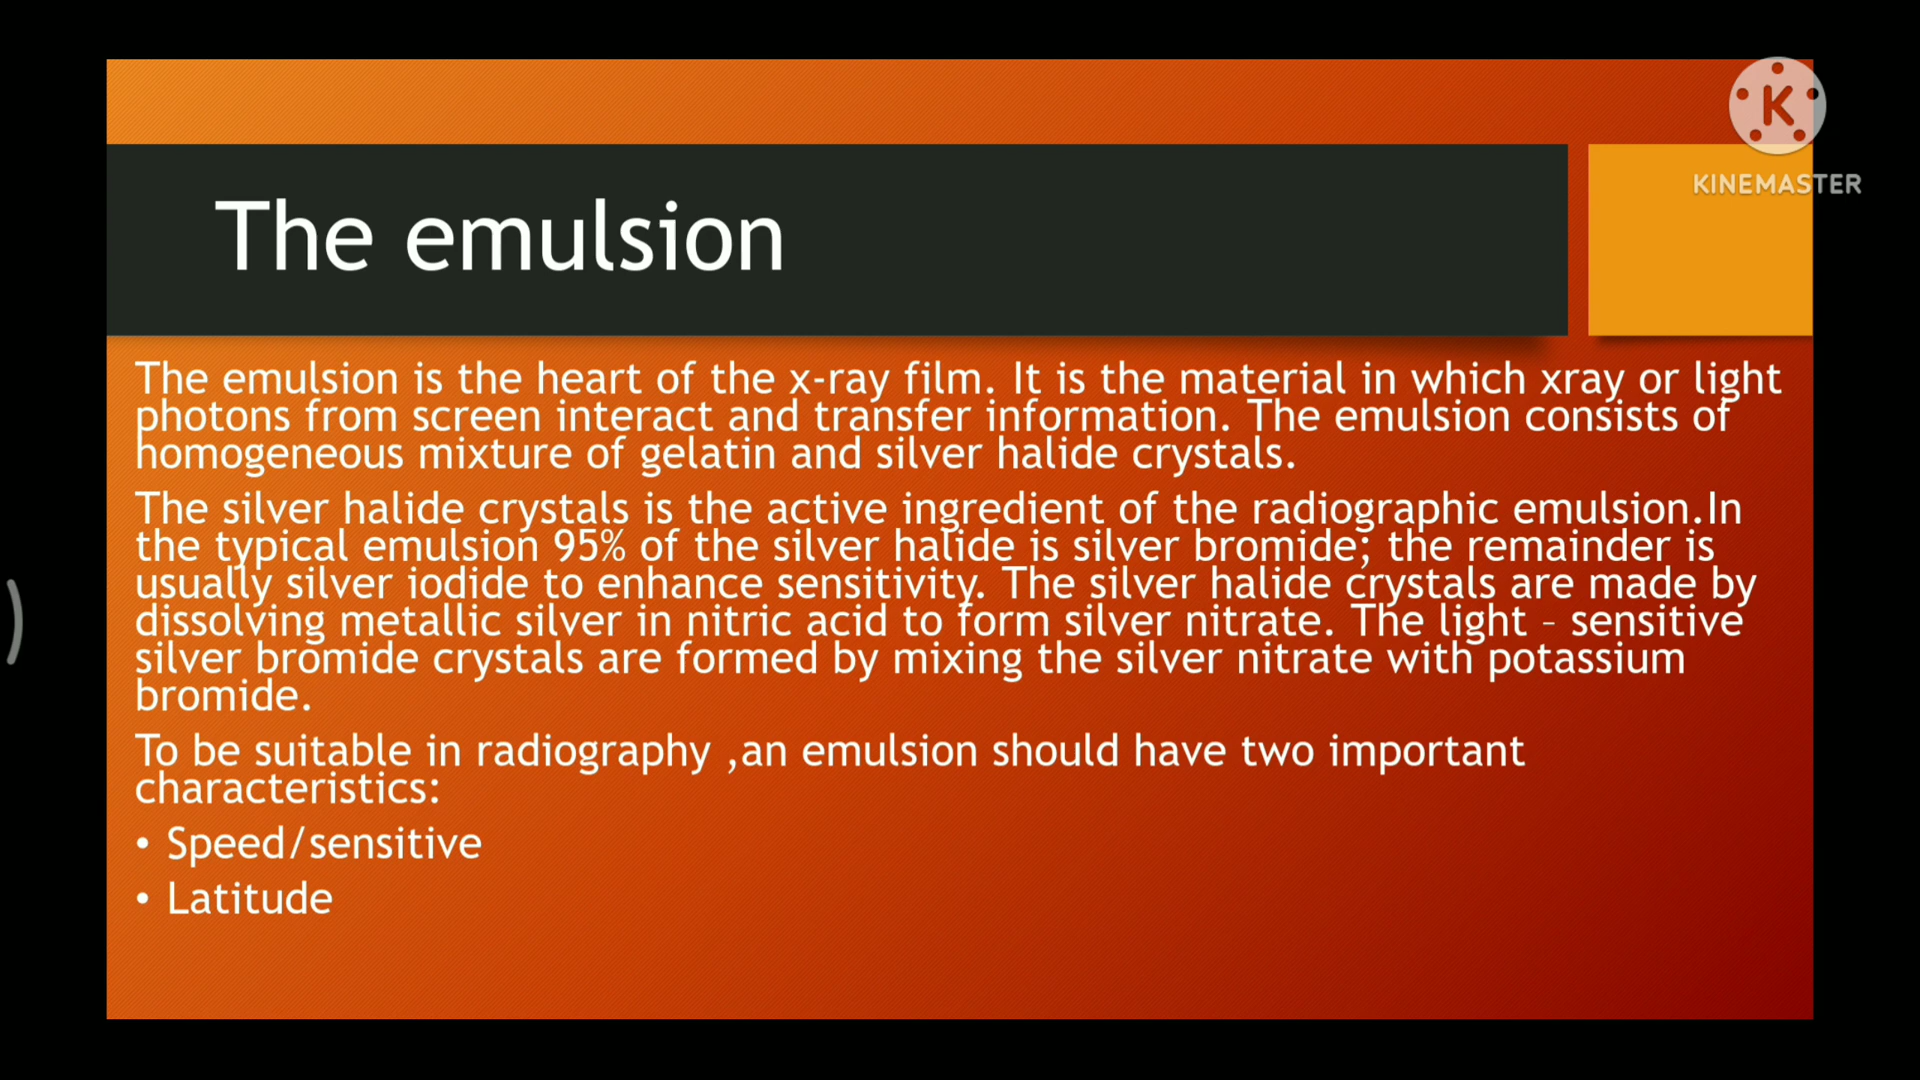 K
KINEMASTER
The emulsion
The emulsion is the heart of the x-ray film. It is the material in which xray or light
photons from screen interact and transfer information. The emulsion consists of
homogeneous mixture of gelatin and silver halide crystals.
The silver halide crystals is the active ingredient of the radiographic emulsion.In
the typical emulsion 95% of the silver halide is silver bromide; the remainder is
usually silver iodide to enhance sensitivity. The silver halide crystals are made by
dissolving metallic silver in nitric acid to form silver nitrate. The light – sensitive
silver bromide crystals are formed by mixing the silver nitrate with potassium
bromide.
To be suitable in radiography ,an emulsion should have two important
characteristics:
• Speed/sensitive
• Latitude